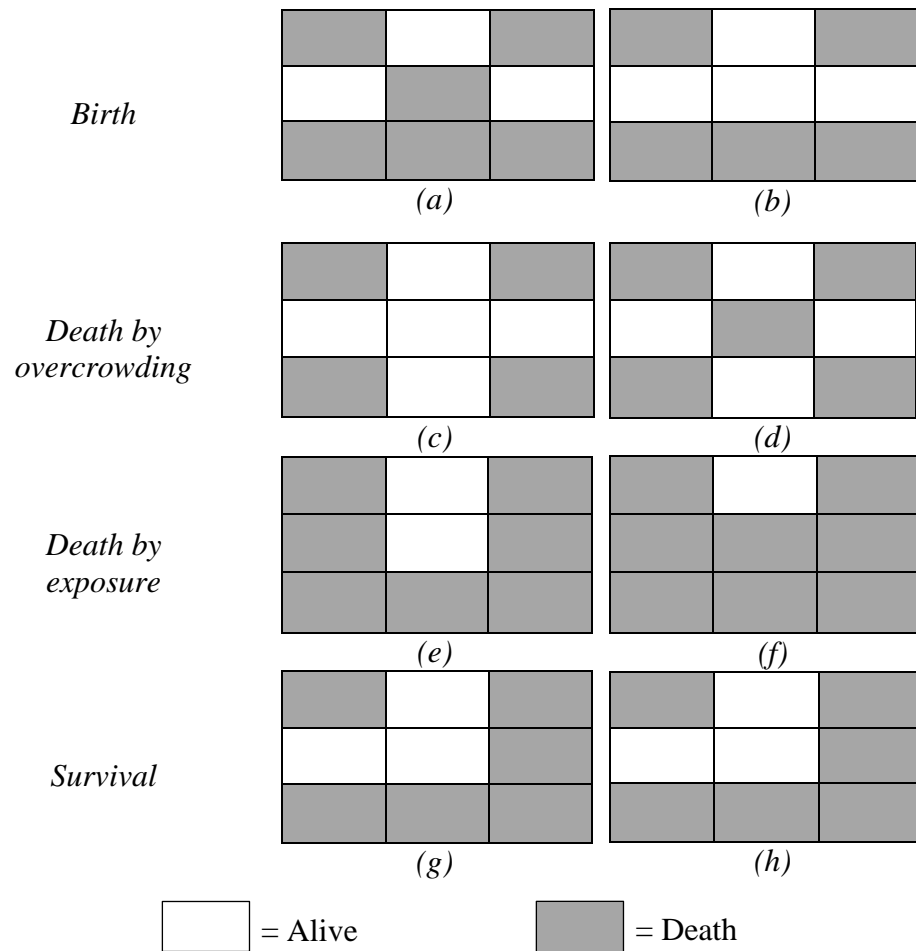 Birth
(a)
(b)
Death by
overcrowding
(c)
(d)
Death by
exposure
(e)
(f)
Survival
(g)
(h)
= Alive
= Death